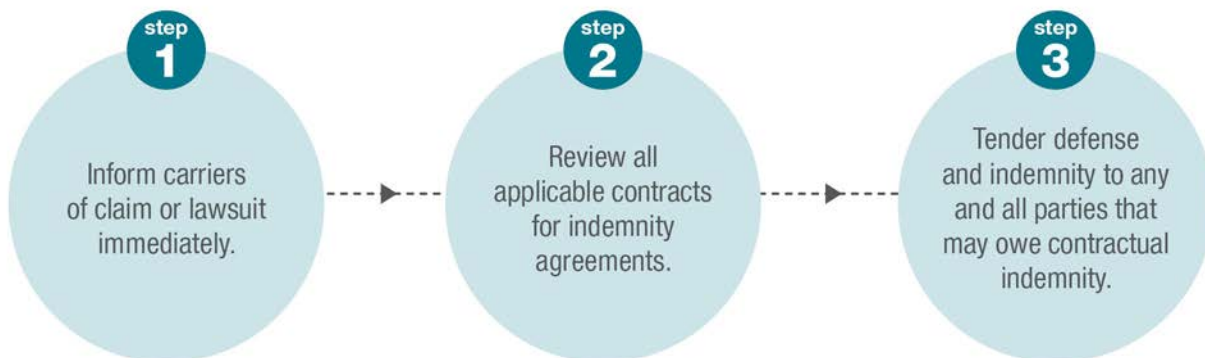 step
1
Inform carriers
of claim or lawsuit
immediately.
step
2
Review all
applicable contracts
for indemnity
agreements.
step
3
Tender defense
and indemnity to any
and all parties that
may owe contractual
indemnity.